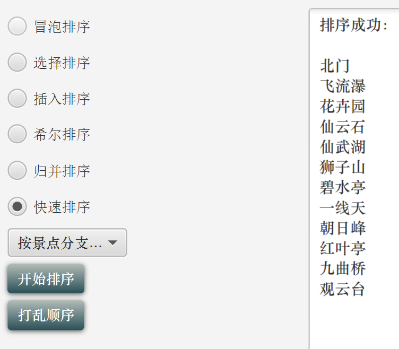 冒泡排序
选择排序
插入排序
希尔排序
归并排序
快速排序
按景点分支...
开始排序
打乱顺序
排序成功:
北门
飞流瀑
花卉园
仙云石
仙武湖
狮子山
碧水亭
一线天
朝日峰
红叶亭
九曲桥
观云台